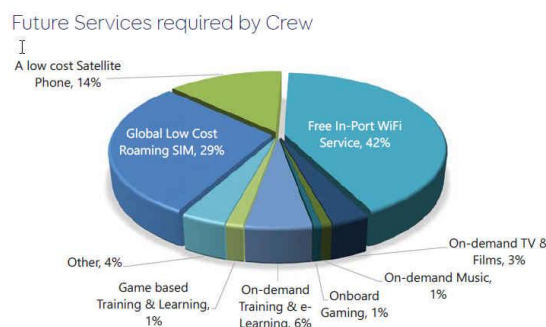 Future Services required by Crew
A low cost Satellite
Phone, 14%
Global Low Cost
Roaming SIM, 29%
Free In-Port WiFi
Service, 42%
Other, 4%
Game based
Training & Learning,
1%
On-demand
Training & e-
Learning, 6%
Onboard
Gaming, 1%
On-demand Music,
1%
On-demand TV &
Films, 3%